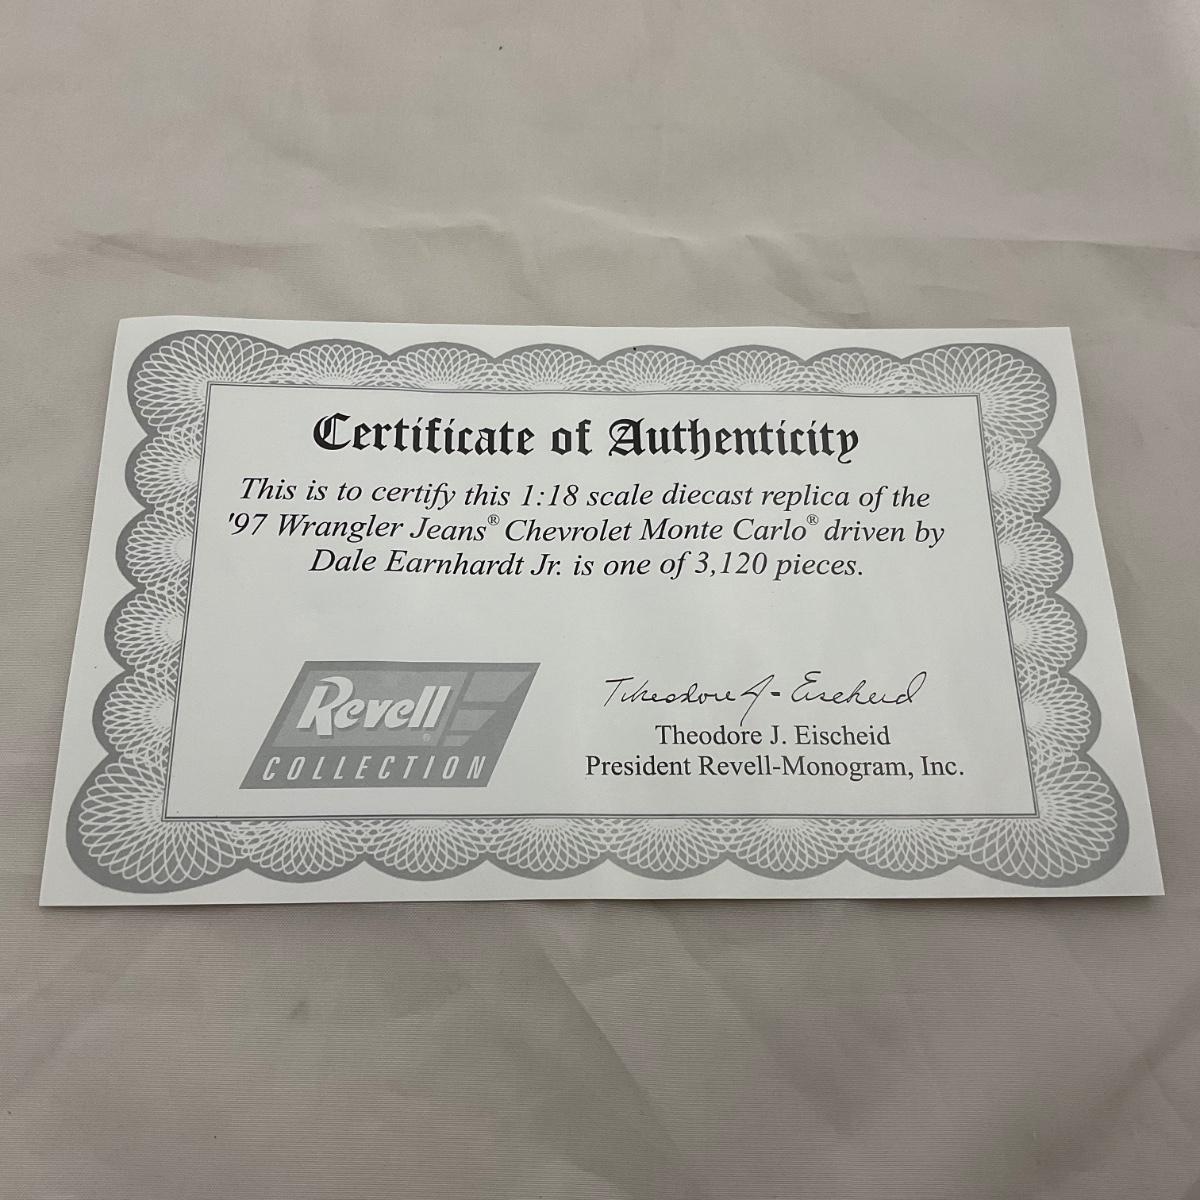 Certificate of Authenticity
This is to certify this 1:18 scale diecast replica of the
'97 Wrangler Jeans® Chevrolet Monte Carlo® driven by
Dale Earnhardt Jr. is one of 3,120 pieces.
Revell®
COLLECTION
Theodore J. Eischeid
Theodore J. Eischeid
President Revell-Monogram, Inc.